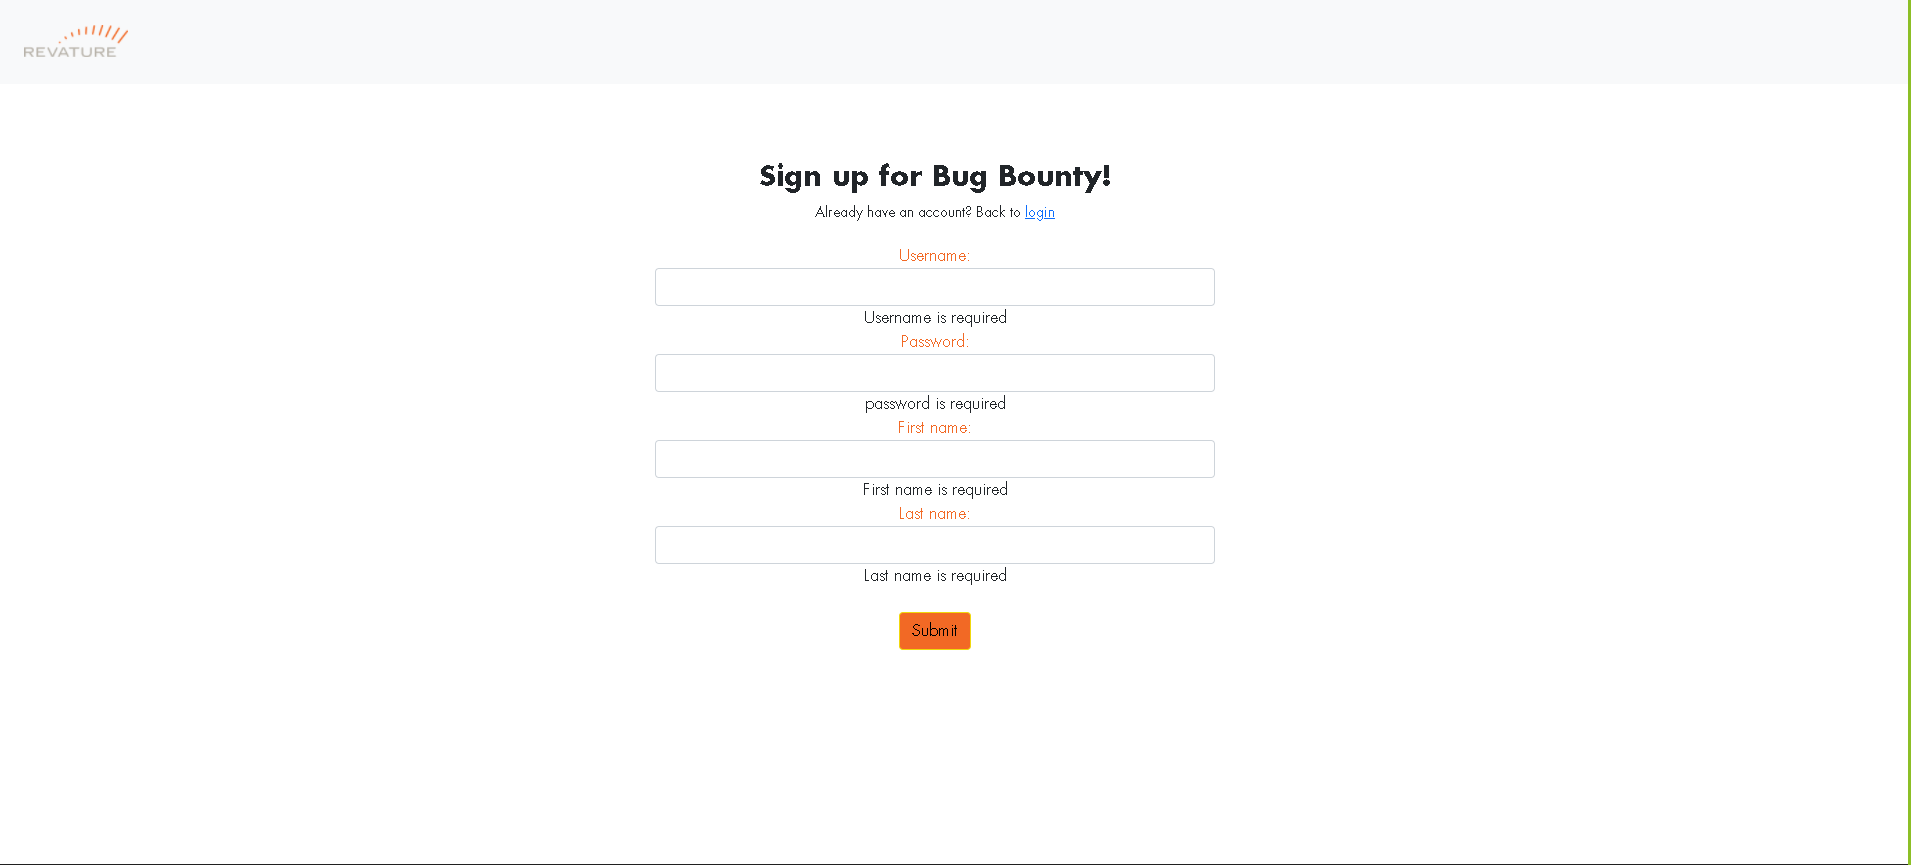 REVATURE
Sign up for Bug Bounty!
Already have an account? Back to login
Username:
Username is required
Password:
password is required
First name:
First name is required
Last name:
Last name is required
Submit